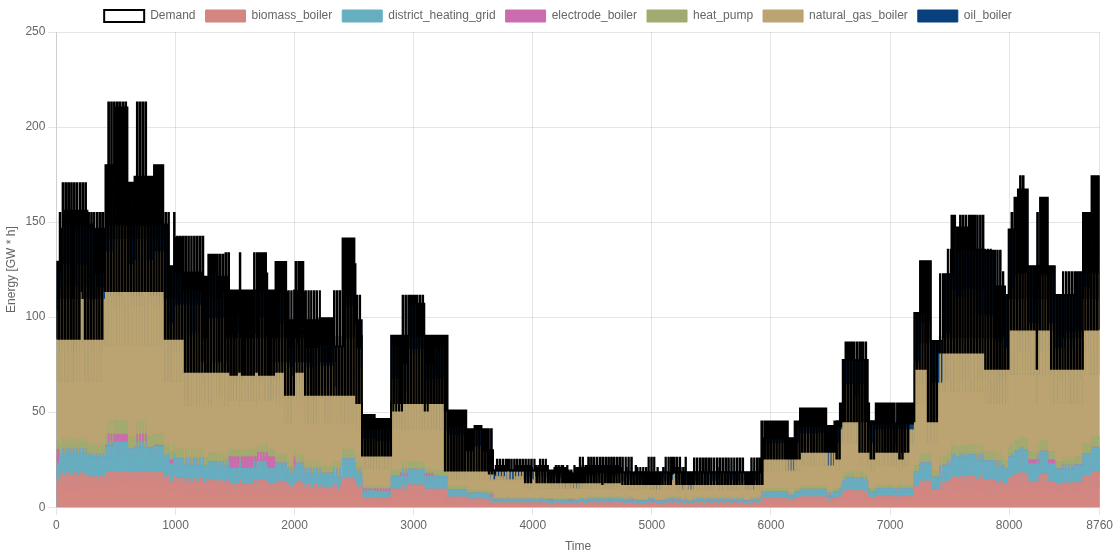 Demand biomass_boiler district_heating_grid electrode_boiler heat_pump natural_gas_boiler oil_boiler
250
200
150
100
50
0
Energy [GW * h]
0 1000 2000 3000 4000 5000 6000 7000 8000 8760
Time